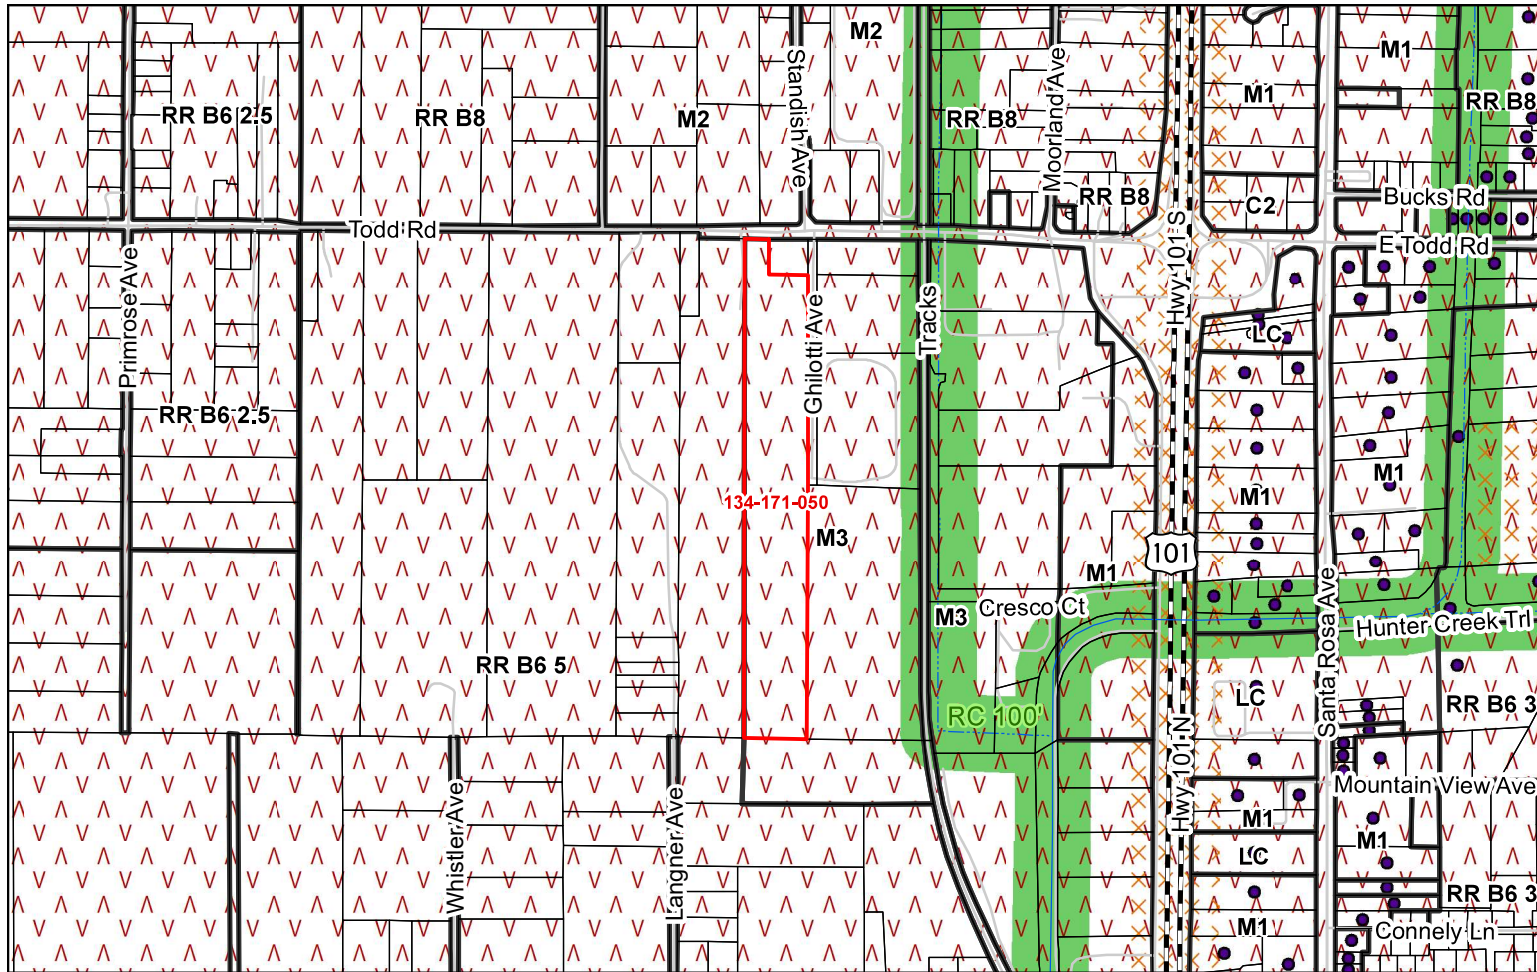 M2
M1
RR B6 2.5
RR B8
M2
Standish Ave
RR B8
Moorland Ave
M1
RR B8
RR B8
C2
Bucks Rd
Todd Rd
E Todd Rd
Primrose Ave
Ghilotti Ave
Tracks
Hwy 101 S
LC
RR B6 2.5
134-171-050
M3
M1
M1
101
M1
M3
Cresco Ct
Santa Rosa Ave
Hunter Creek Trl
RR B6 5
RC 100'
LC
RR B6 3
Hwy 101 N
Whistler Ave
Langner Ave
Mountain View Ave
M1
M1
LC
RR B6 3
M1
Connely Ln